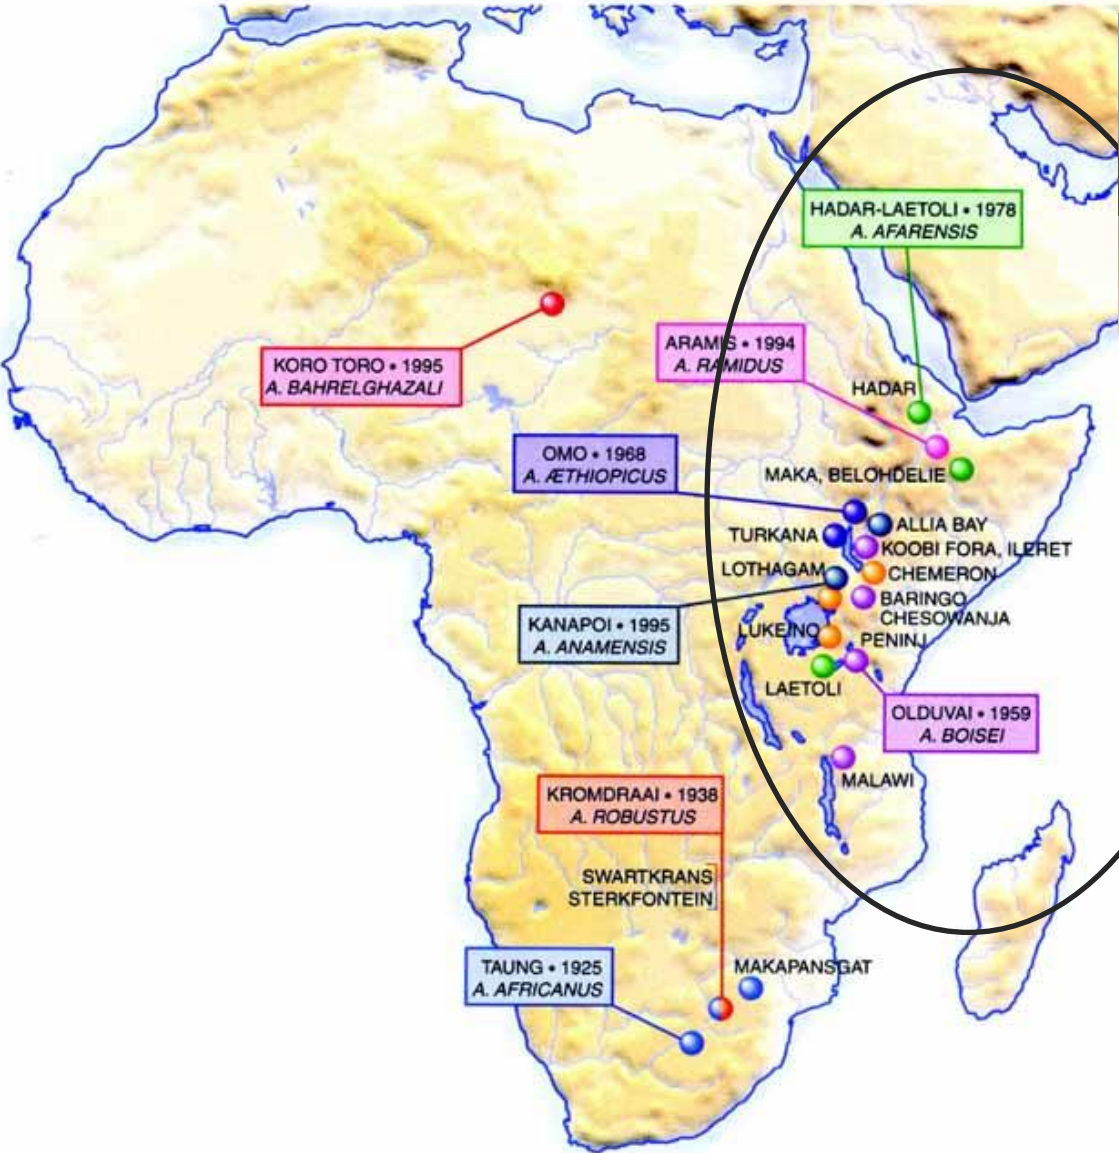 HADAR-LAETOLI • 1978
A. AFARENSIS
ARAMIS • 1994
A. RAMIDUS
KORO TORO • 1995
A. BAHRELGHAZALI
HADAR
OMO • 1968
A. ÆTHIOPICUS
MAKA, BELOHDELIE
ALLIA BAY
TURKANA
KOOBI FORA, ILERET
LOTHAGAM
CHEMERON
BARINGO
CHESOWANJA
KANAPOI • 1995
A. ANAMENSIS
LUKEINO
PENINJ
LAETOLI
OLDUVAI • 1959
A. BOISEI
MALAWI
KROMDRAAI • 1938
A. ROBUSTUS
SWARTKRANS
STERKFONTEIN
TAUNG • 1925
A. AFRICANUS
MAKAPANSGAT